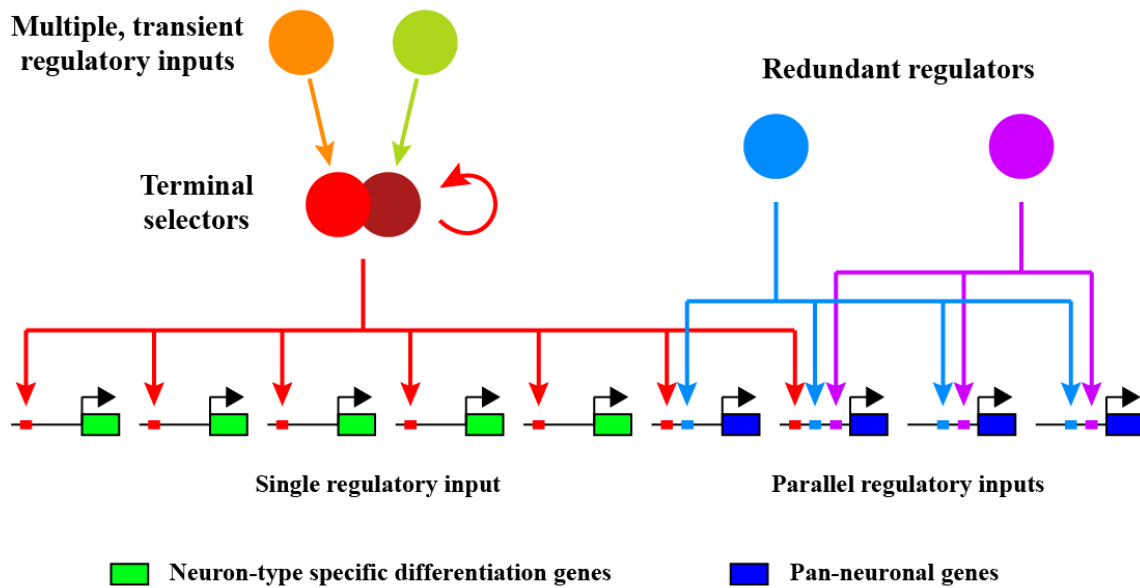 Multiple, transient
regulatory inputs
Redundant regulators
Terminal
selectors
Single regulatory input
Parallel regulatory inputs
Neuron-type specific differentiation genes
Pan-neuronal genes